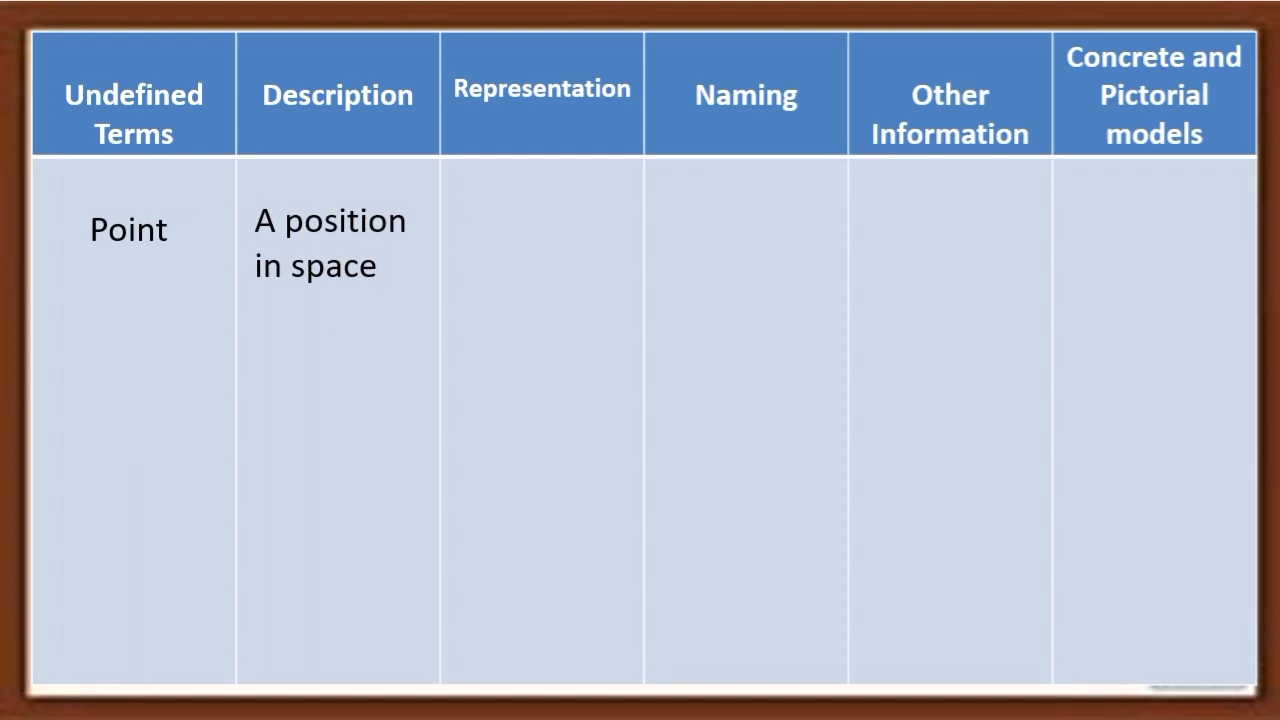 Undefined
Terms
Description
Representation
Naming
Other
Information
Concrete and
Pictorial
models
Point
A position
in space